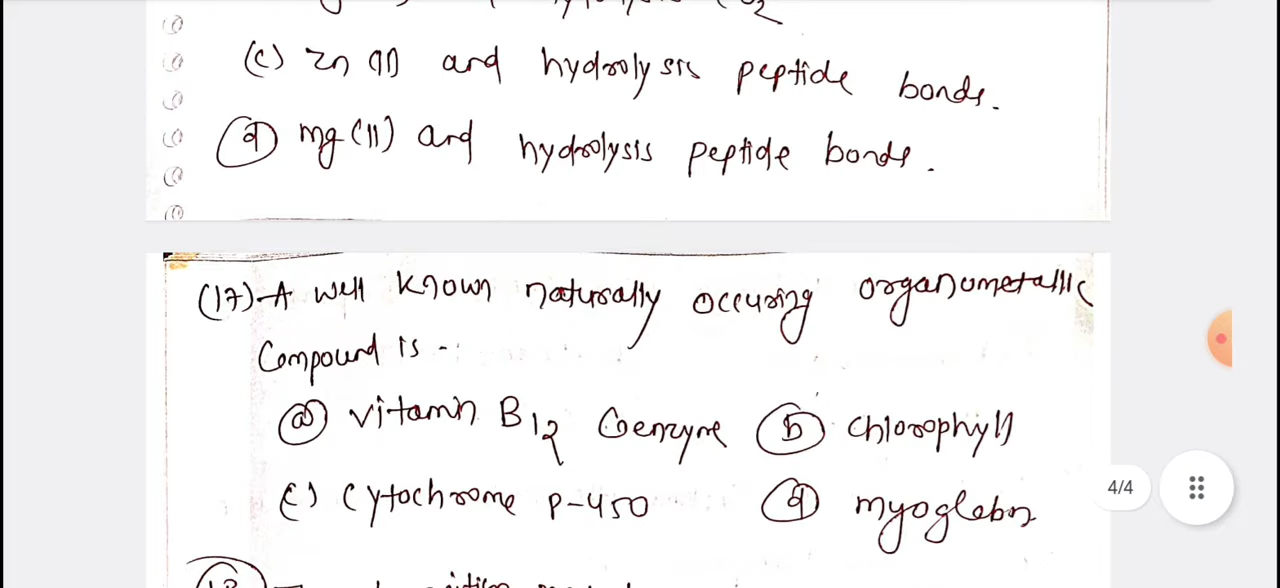 (c) Zn (II) and hydrolysis peptide bonds.
(d) mg (II) and hydrolysis peptide bonds.
(17) A well known naturally occuring organometallic
Compound is -
(a) vitamin B12 Coenzyme (b) chlorophyll
(c) Cytochrome P-450 (d) myoglobin
4/4